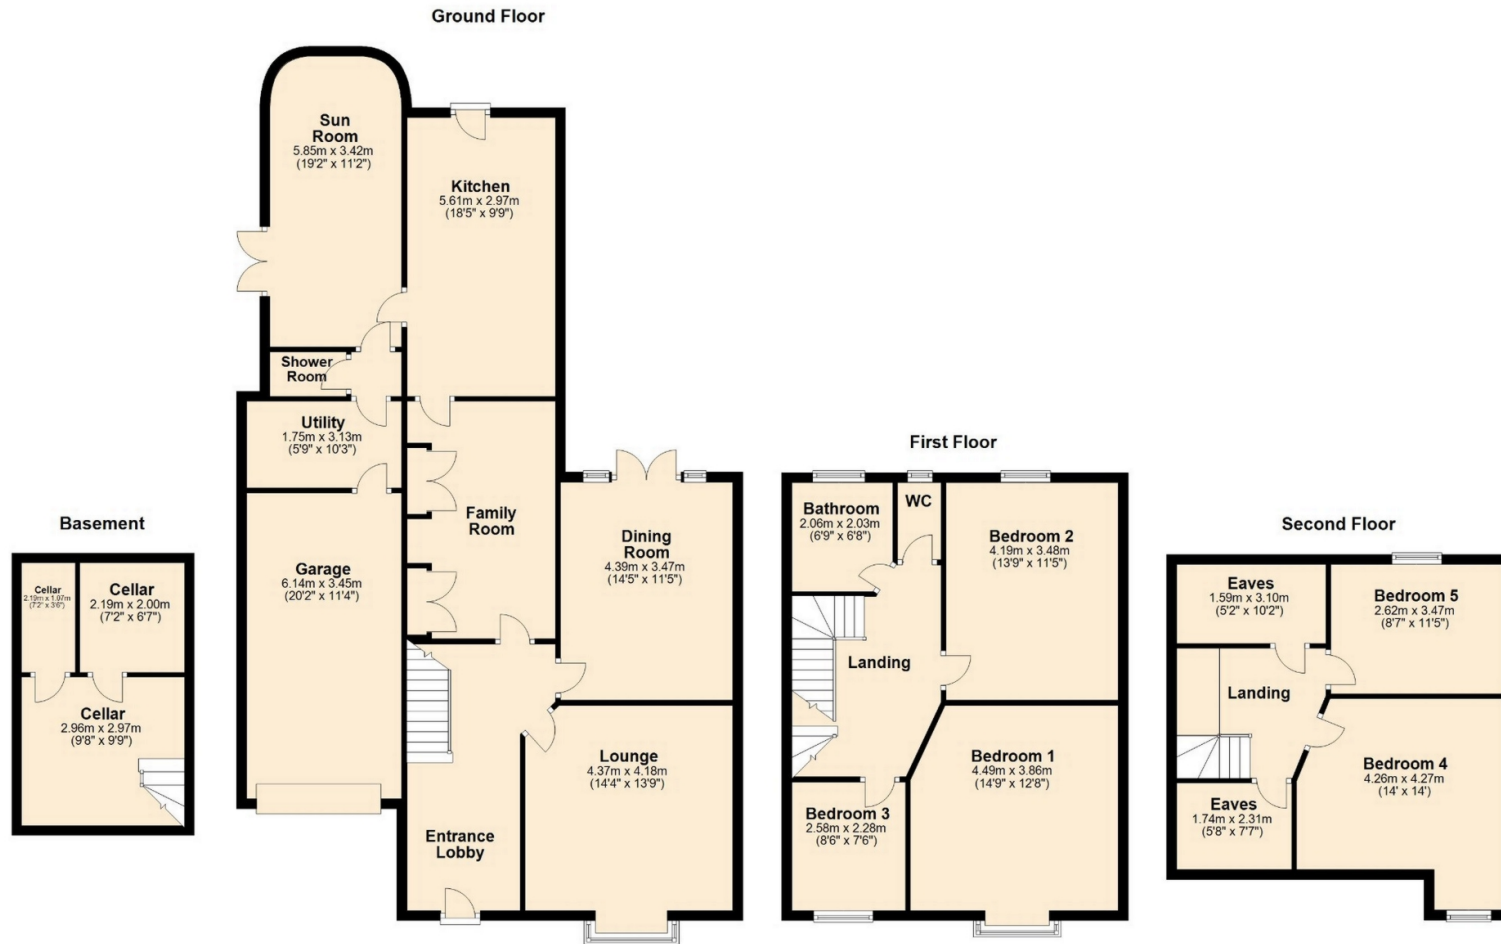 Ground Floor
Sun
Room
5.85m x 3.42m
(19'2" x 11'2")
Kitchen
5.61m x 2.97m
(18'5" x 9'9")
Shower
Room
Utility
1.75m x 3.13m
(5'9" x 10'3")
Family
Room
Dining
Room
4.39m x 3.47m
(14'5" x 11'5")
Garage
6.14m x 3.45m
(20'2" x 11'4")
Lounge
4.37m x 4.18m
(14'4" x 13'9")
Entrance
Lobby
Basement
Cellar
2.19m x 1.07m
(7'2" x 3'6")
Cellar
2.19m x 2.00m
(7'2" x 6'7")
Cellar
2.96m x 2.97m
(9'8" x 9'9")
First Floor
Bathroom
2.06m x 2.03m
(6'9" x 6'8")
WC
Bedroom 2
4.19m x 3.48m
(13'9" x 11'5")
Landing
Bedroom 1
4.49m x 3.86m
(14'9" x 12'8")
Bedroom 3
2.58m x 2.28m
(8'6" x 7'6")
Second Floor
Eaves
1.59m x 3.10m
(5'2" x 10'2")
Bedroom 5
2.62m x 3.47m
(8'7" x 11'5")
Landing
Bedroom 4
4.26m x 4.27m
(14' x 14')
Eaves
1.74m x 2.31m
(5'8" x 7'7")